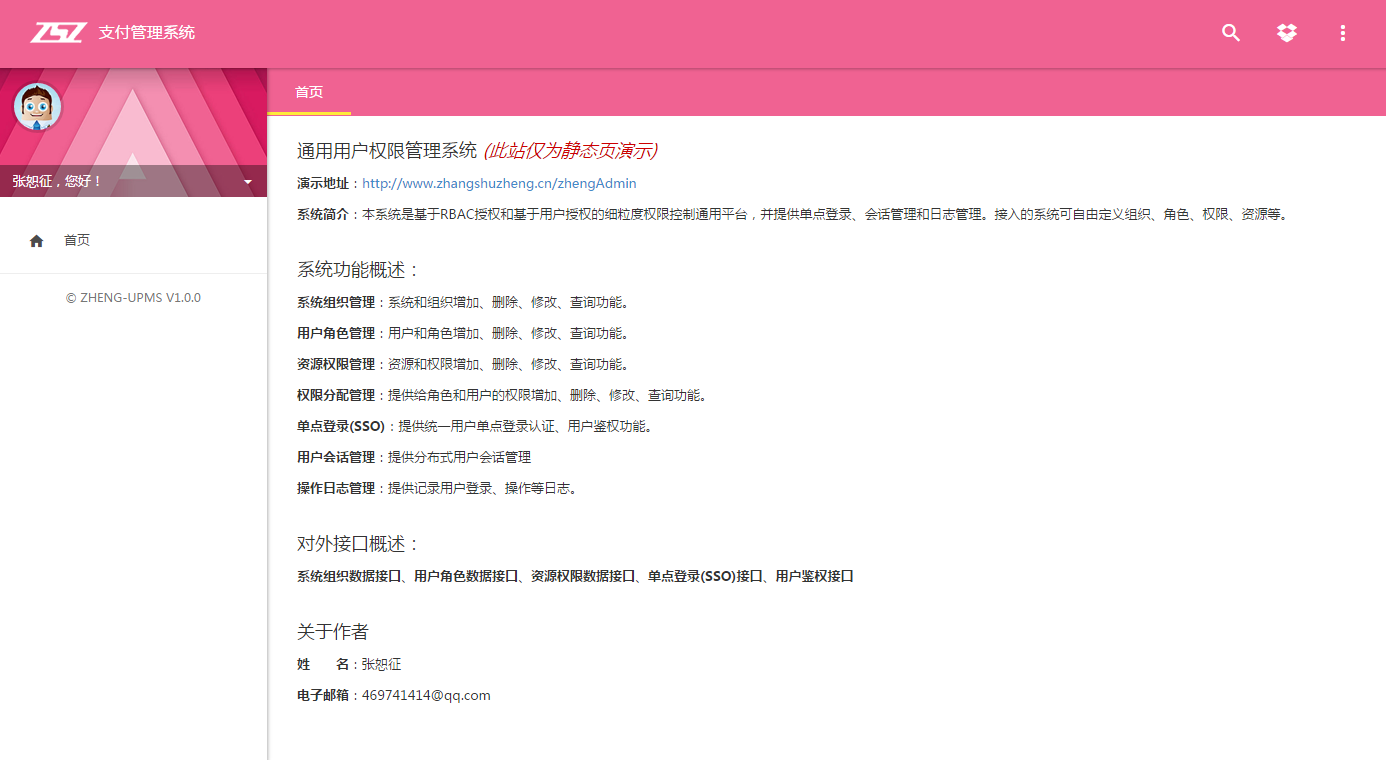 ZSZ 支付管理系统
张恕征，您好！
首页
© ZHENG-UPMS V1.0.0
首页
通用用户权限管理系统 (此站仅为静态页演示)
演示地址：http://www.zhangshuzheng.cn/zhengAdmin
系统简介：本系统是基于RBAC授权和基于用户授权的细粒度权限控制通用平台，并提供单点登录、会话管理和日志管理。接入的系统可自由定义组织、角色、权限、资源等。
系统功能概述：
系统组织管理：系统和组织增加、删除、修改、查询功能。
用户角色管理：用户和角色增加、删除、修改、查询功能。
资源权限管理：资源和权限增加、删除、修改、查询功能。
权限分配管理：提供给角色和用户的权限增加、删除、修改、查询功能。
单点登录(SSO)：提供统一用户单点登录认证、用户鉴权功能。
用户会话管理：提供分布式用户会话管理
操作日志管理：提供记录用户登录、操作等日志。
对外接口概述：
系统组织数据接口、用户角色数据接口、资源权限数据接口、单点登录(SSO)接口、用户鉴权接口
关于作者
姓　　名：张恕征
电子邮箱：469741414@qq.com